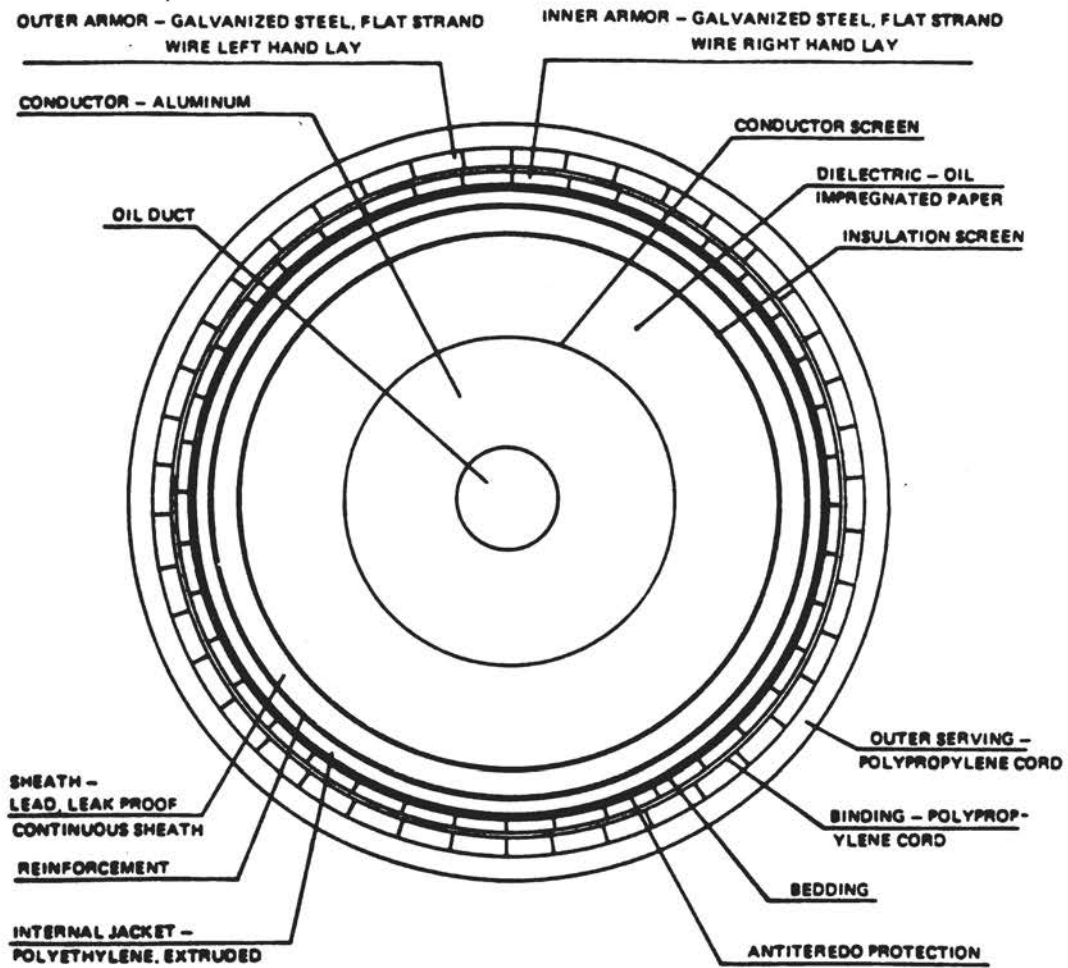 OUTER ARMOR – GALVANIZED STEEL, FLAT STRAND
WIRE LEFT HAND LAY
INNER ARMOR – GALVANIZED STEEL, FLAT STRAND
WIRE RIGHT HAND LAY
CONDUCTOR – ALUMINUM
CONDUCTOR SCREEN
DIELECTRIC – OIL
IMPREGNATED PAPER
OIL DUCT
INSULATION SCREEN
OUTER SERVING –
POLYPROPYLENE CORD
SHEATH –
LEAD, LEAK PROOF
CONTINUOUS SHEATH
BINDING – POLYPROP-
YLENE CORD
REINFORCEMENT
BEDDING
INTERNAL JACKET –
POLYETHYLENE, EXTRUDED
ANTITEREDO PROTECTION